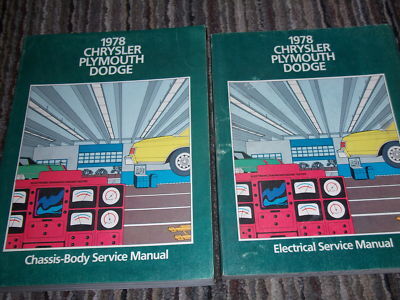 1978
CHRYSLER
PLYMOUTH
DODGE
Chassis-Body Service Manual
1978
CHRYSLER
PLYMOUTH
DODGE
Electrical Service Manual